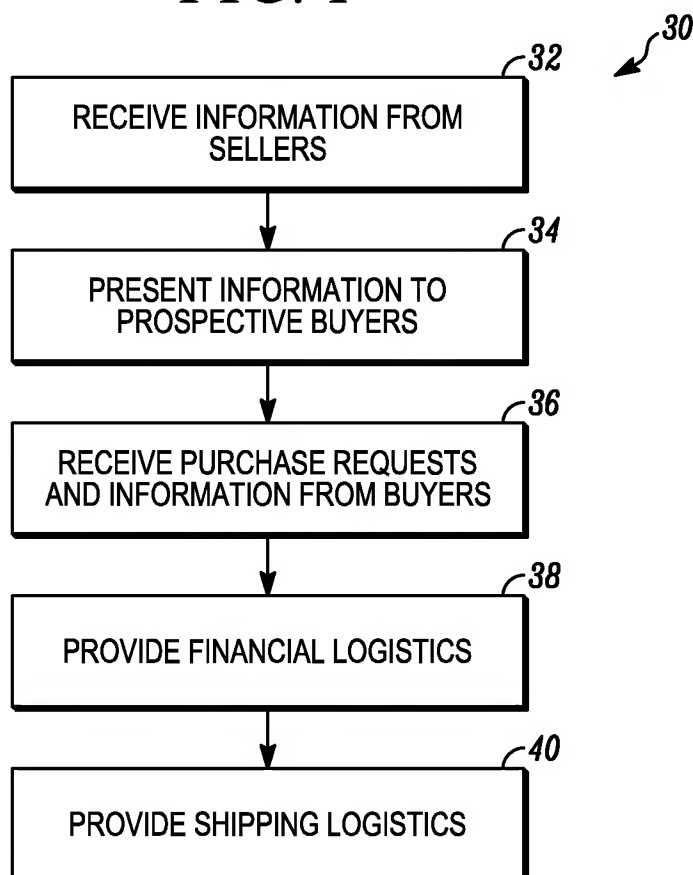 30
32
RECEIVE INFORMATION FROM
SELLERS
34
PRESENT INFORMATION TO
PROSPECTIVE BUYERS
36
RECEIVE PURCHASE REQUESTS
AND INFORMATION FROM BUYERS
38
PROVIDE FINANCIAL LOGISTICS
40
PROVIDE SHIPPING LOGISTICS